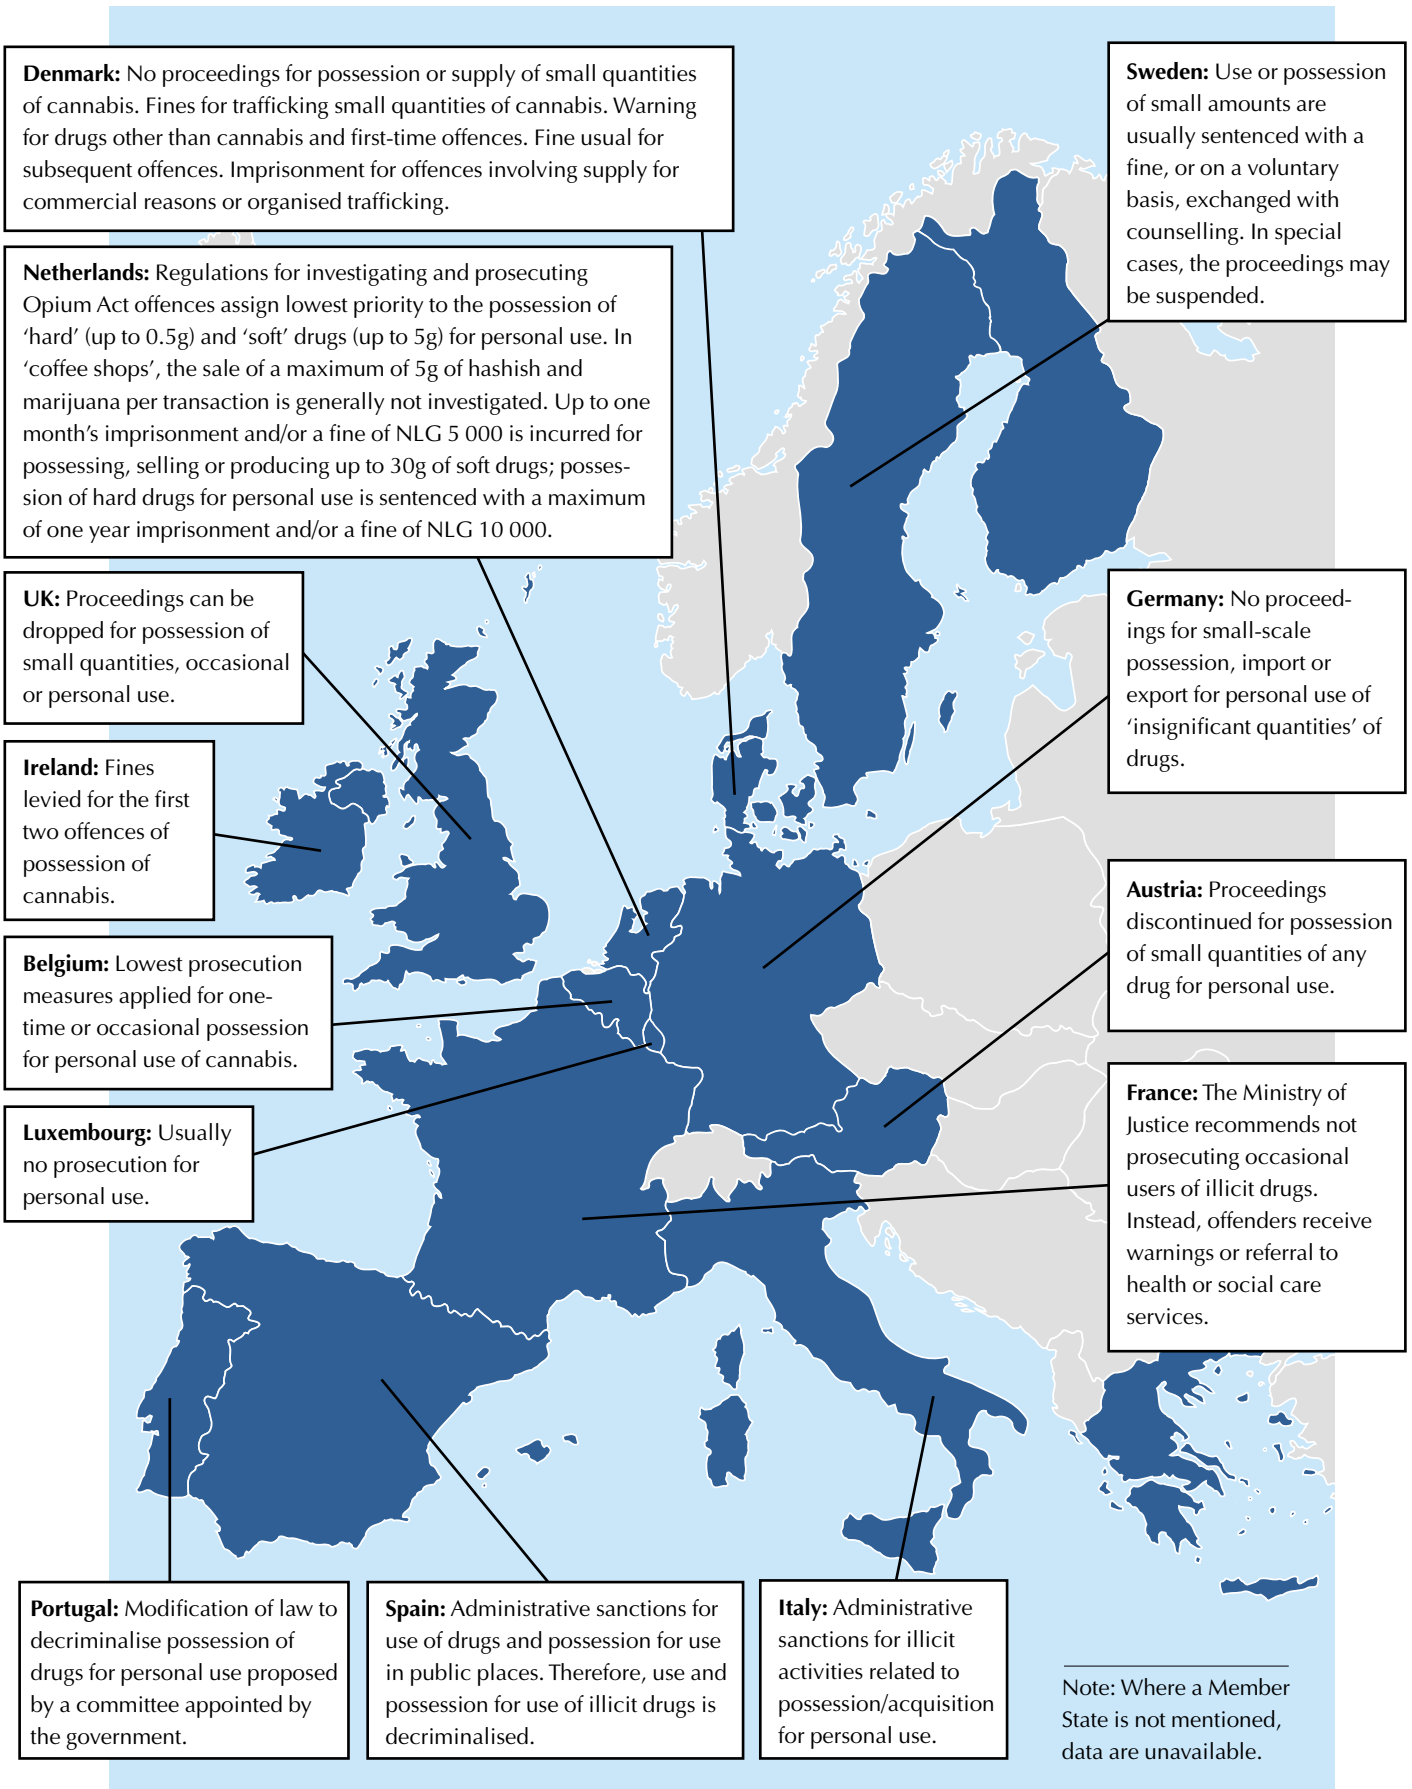 Denmark: No proceedings for possession or supply of small quantities
of cannabis. Fines for trafficking small quantities of cannabis. Warning
for drugs other than cannabis and first-time offences. Fine usual for
subsequent offences. Imprisonment for offences involving supply for
commercial reasons or organised trafficking.
Sweden: Use or possession
of small amounts are
usually sentenced with a
fine, or on a voluntary
basis, exchanged with
counselling. In special
cases, the proceedings may
be suspended.
Netherlands: Regulations for investigating and prosecuting
Opium Act offences assign lowest priority to the possession of
‘hard’ (up to 0.5g) and ‘soft’ drugs (up to 5g) for personal use. In
‘coffee shops’, the sale of a maximum of 5g of hashish and
marijuana per transaction is generally not investigated. Up to one
month’s imprisonment and/or a fine of NLG 5 000 is incurred for
possessing, selling or producing up to 30g of soft drugs; posses-
sion of hard drugs for personal use is sentenced with a maximum
of one year imprisonment and/or a fine of NLG 10 000.
UK: Proceedings can be
dropped for possession of
small quantities, occasional
or personal use.
Germany: No proceed-
ings for small-scale
possession, import or
export for personal use of
‘insignificant quantities’ of
drugs.
Ireland: Fines
levied for the first
two offences of
possession of
cannabis.
Austria: Proceedings
discontinued for possession
of small quantities of any
drug for personal use.
Belgium: Lowest prosecution
measures applied for one-
time or occasional possession
for personal use of cannabis.
France: The Ministry of
Justice recommends not
prosecuting occasional
users of illicit drugs.
Instead, offenders receive
warnings or referral to
health or social care
services.
Luxembourg: Usually
no prosecution for
personal use.
Portugal: Modification of law to
decriminalise possession of
drugs for personal use proposed
by a committee appointed by
the government.
Spain: Administrative sanctions for
use of drugs and possession for use
in public places. Therefore, use and
possession for use of illicit drugs is
decriminalised.
Italy: Administrative
sanctions for illicit
activities related to
possession/acquisition
for personal use.
Note: Where a Member
State is not mentioned,
data are unavailable.